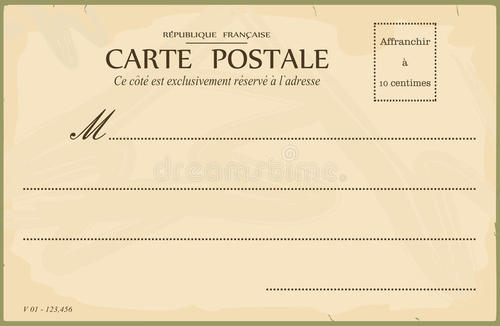 RÉPUBLIQUE FRANÇAISE
CARTE POSTALE
Ce côté est exclusivement réservé à l'adresse
Affranchir
à
10 centimes
M
dreamstime.
V 01 - 123,456